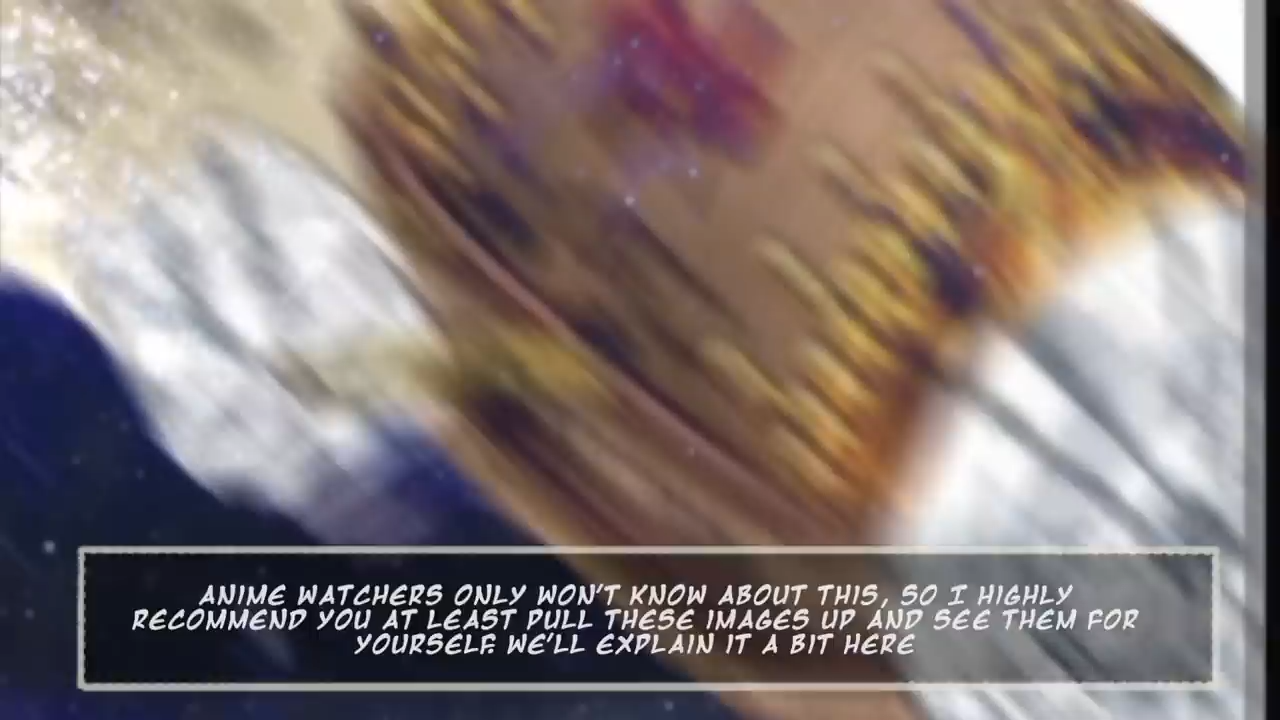 ANIME WATCHERS ONLY WON'T KNOW ABOUT THIS, SO I HIGHLY
RECOMMEND YOU AT LEAST PULL THESE IMAGES UP AND SEE THEM FOR
YOURSELF. WE'LL EXPLAIN IT A BIT HERE